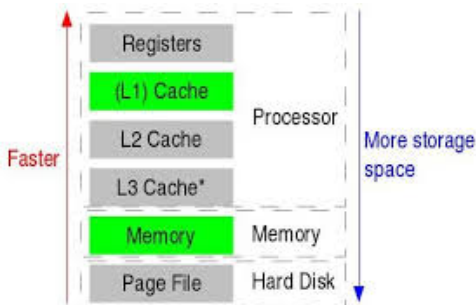 Registers
(L1) Cache
L2 Cache
L3 Cache*
Processor
Faster
More storage
space
Memory
Memory
Page File
Hard Disk